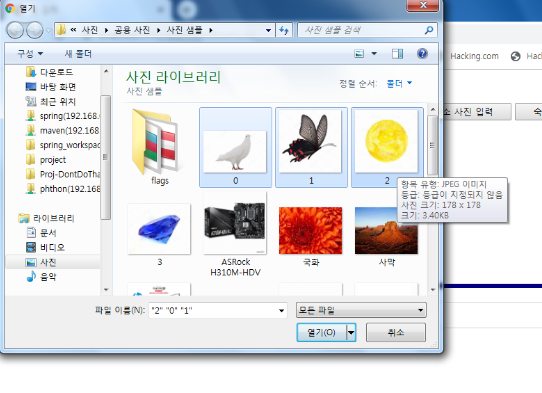 열기
« 사진 ▸ 공용 사진 ▸ 사진 샘플 ▸
사진 샘플 검색
구성
새 폴더
Hacking.com
Hack
다운로드
바탕 화면
최근 위치
spring(192.168.
maven(192.168.
spring_workspa
project
Proj-DontDoTha
phthon(192.168
라이브러리
문서
비디오
사진
음악
사진 라이브러리
사진 샘플
정렬 순서:
폴더
flags
0
1
2
3
ASRock
H310M-HDV
국화
사막
항목 유형: JPEG 이미지
등급: 등급이 지정되지 않음
사진 크기: 178 x 178
크기: 3.40KB
소 사진 입력
숙
파일 이름(N):
"2" "0" "1"
모든 파일
열기(O)
취소